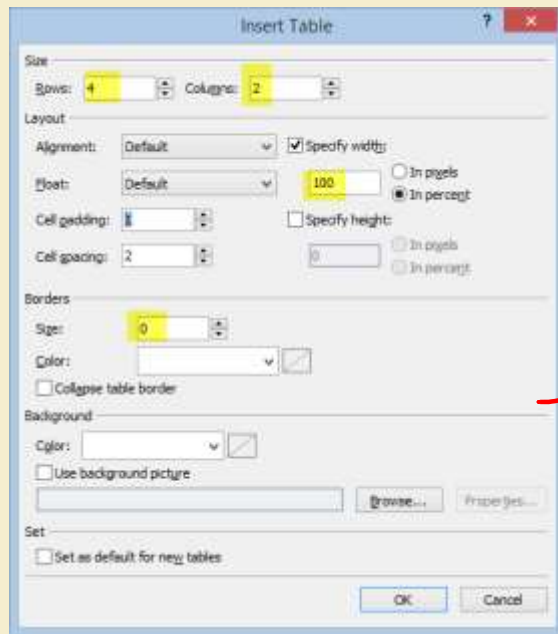 Insert Table
?
Size
Rows: 4 Columns: 2
Layout
Alignment: Default Specify width:
Float: Default 100 In pixels
In percent
Cell padding: 1 Specify height:
Cell spacing: 2 0 In pixels
In percent
Borders
Size: 0
Color:
Collapse table border
Background
Color:
Use background picture
Browse... Properties...
Set
Set as default for new tables
OK Cancel